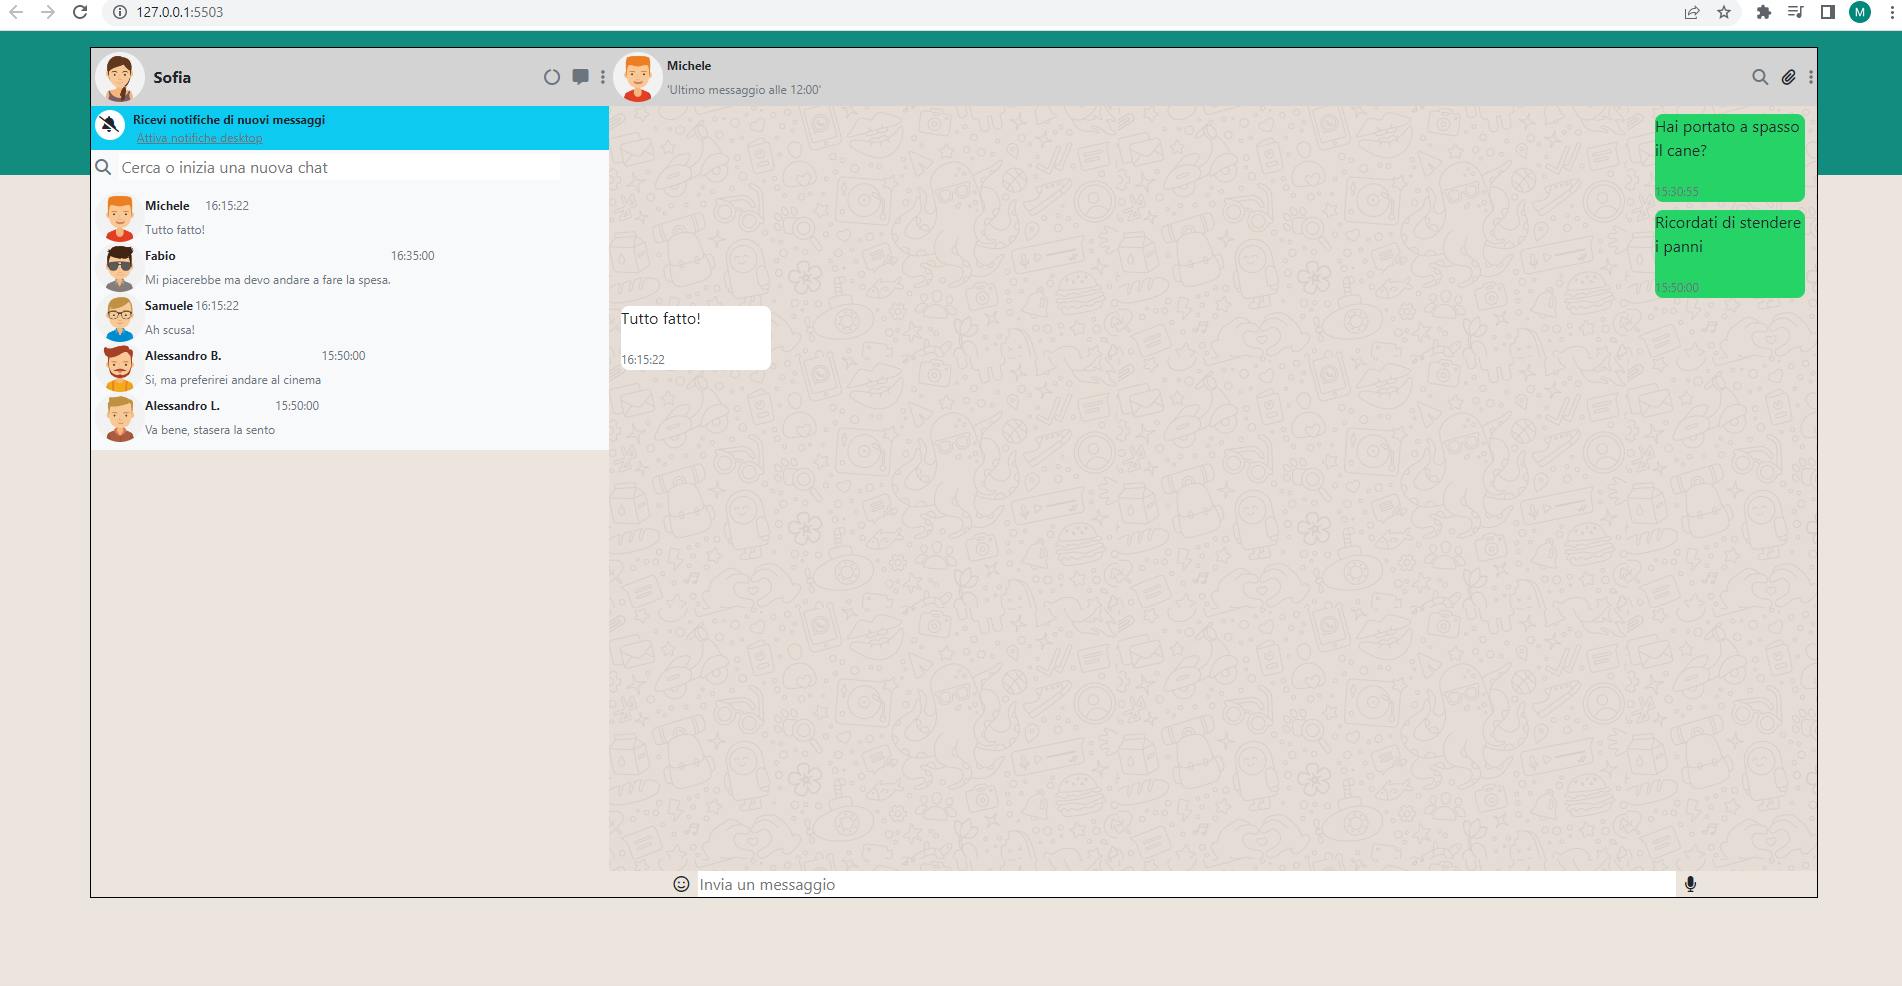 127.0.0.1:5503
M
Sofia
Michele
'Ultimo messaggio alle 12:00'
Ricevi notifiche di nuovi messaggi
Attiva notifiche desktop
Cerca o inizia una nuova chat
Michele 16:15:22
Tutto fatto!
Fabio 16:35:00
Mi piacerebbe ma devo andare a fare la spesa.
Samuele 16:15:22
Ah scusa!
Alessandro B. 15:50:00
Si, ma preferirei andare al cinema
Alessandro L. 15:50:00
Va bene, stasera la sento
Hai portato a spasso
il cane?
15:30:55
Ricordati di stendere
i panni
15:50:00
Tutto fatto!
16:15:22
Invia un messaggio